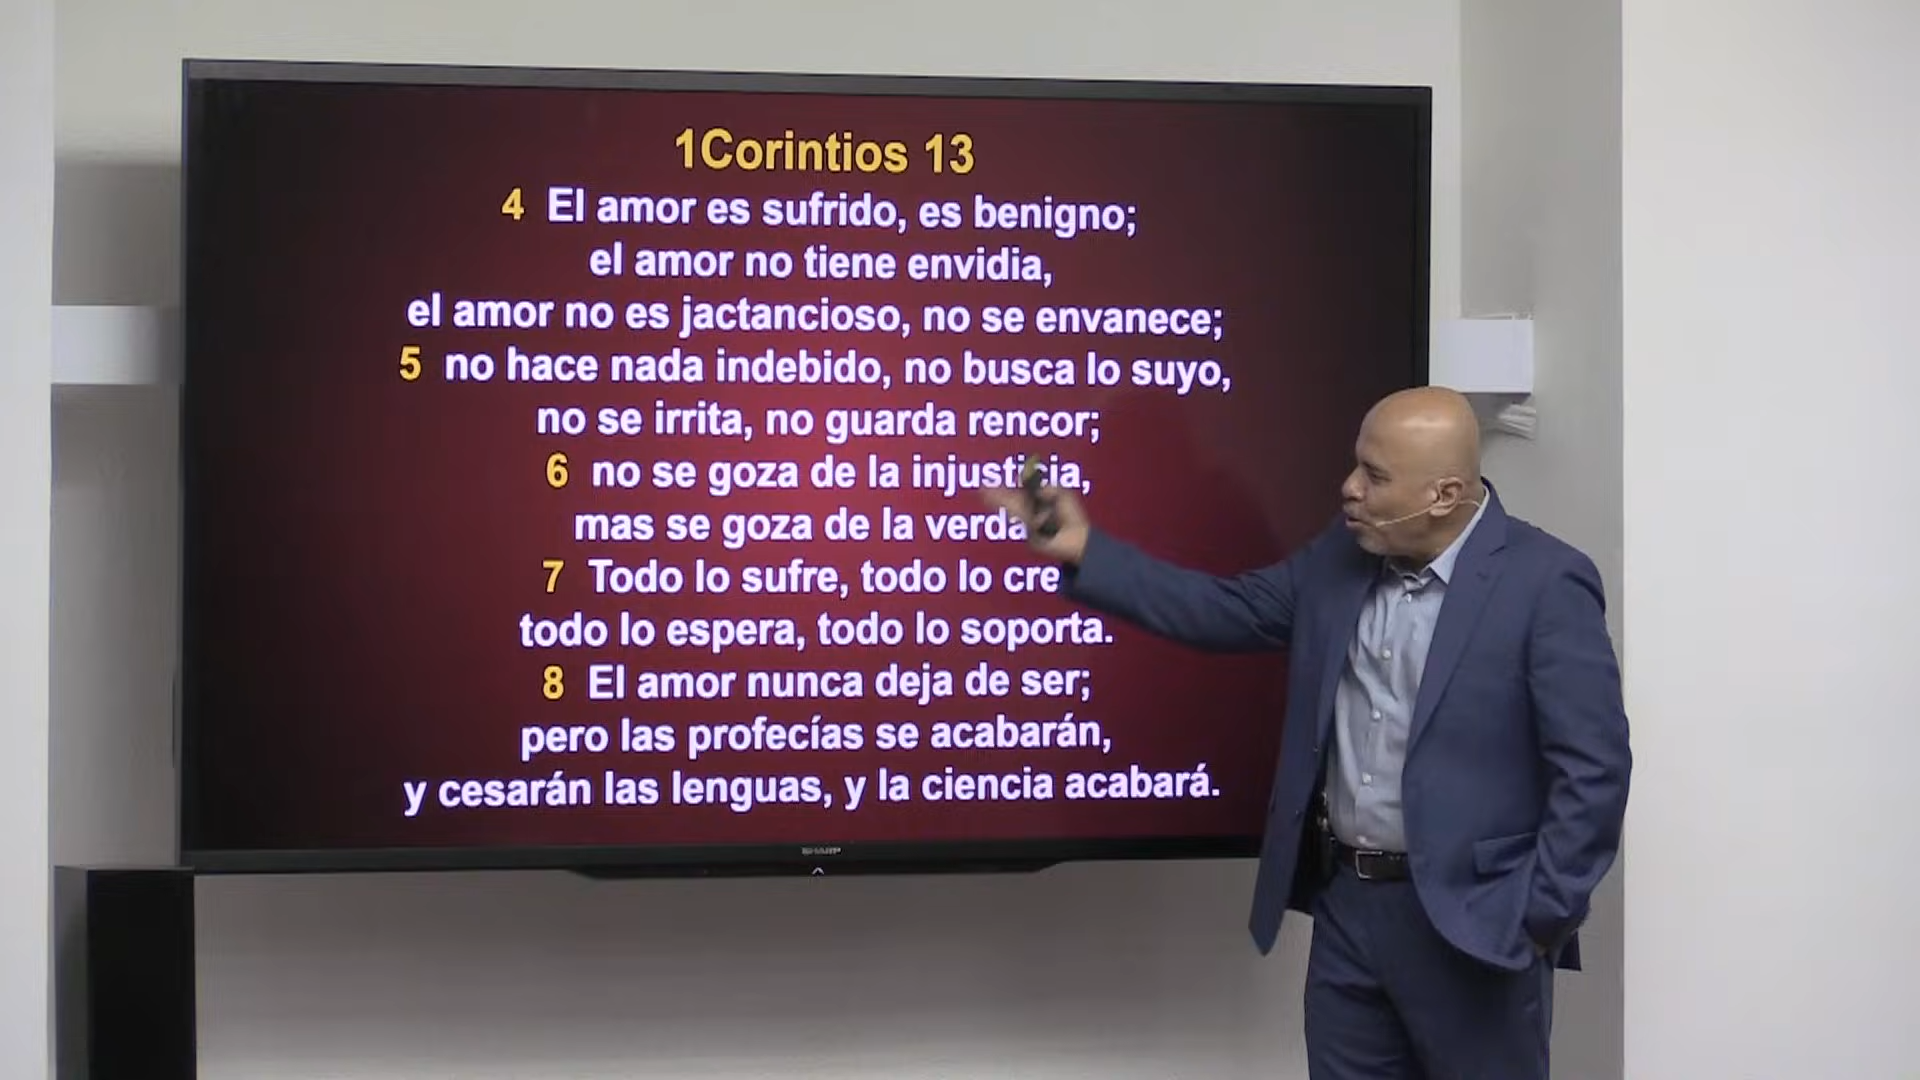 1Corintios 13
4 El amor es sufrido, es benigno;
el amor no tiene envidia,
el amor no es jactancioso, no se envanece;
5 no hace nada indebido, no busca lo suyo,
no se irrita, no guarda rencor;
6 no se goza de la injusticia,
mas se goza de la verda
7 Todo lo sufre, todo lo cre
todo lo espera, todo lo soporta.
8 El amor nunca deja de ser;
pero las profecías se acabarán,
y cesarán las lenguas, y la ciencia acabará.
SHARP